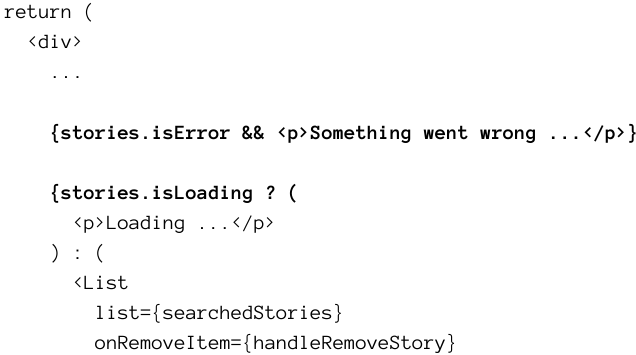 return (
<div>
...
{stories.isError && <p>Something went wrong ...</p>}
{stories.isLoading ? (
<p>Loading ...</p>
) : (
<List
list={searchedStories}
onRemoveItem={handleRemoveStory}